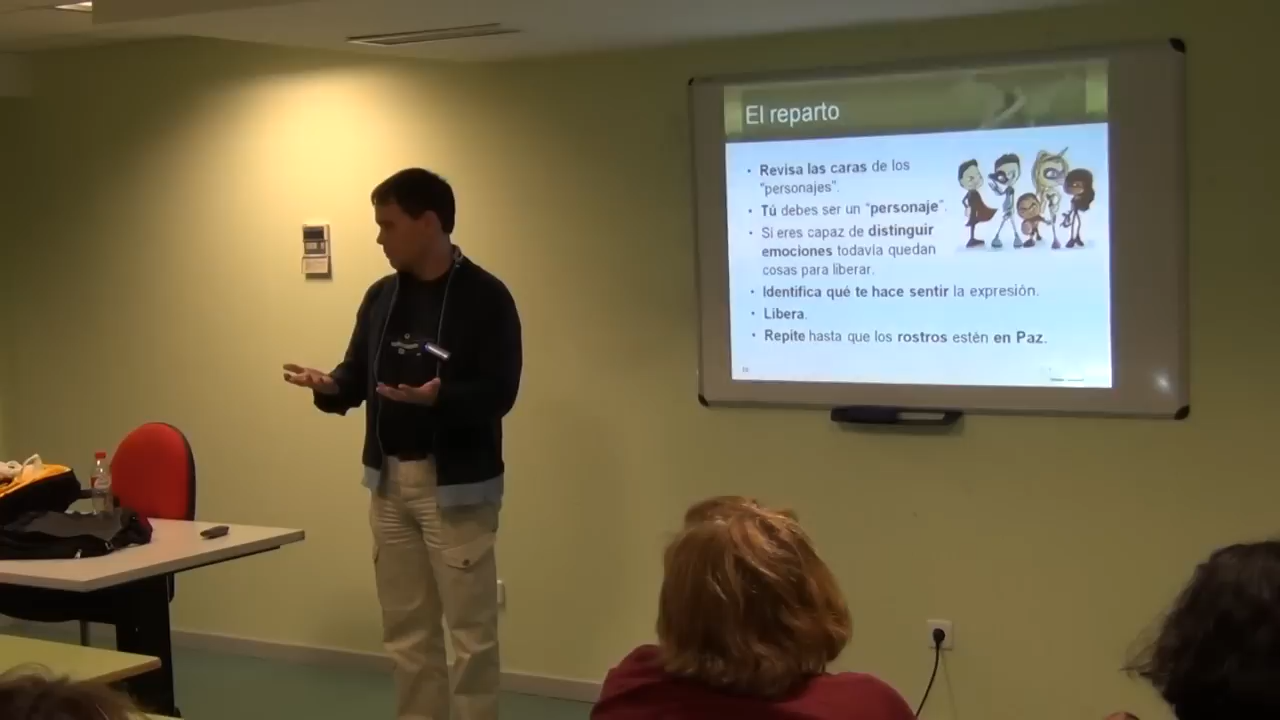 El reparto
• Revisa las caras de los
"personajes".
• Tú debes ser un "personaje".
• Si eres capaz de distinguir
emociones todavía quedan
cosas para liberar.
• Identifica qué te hace sentir la expresión.
• Libera.
• Repite hasta que los rostros estén en Paz.